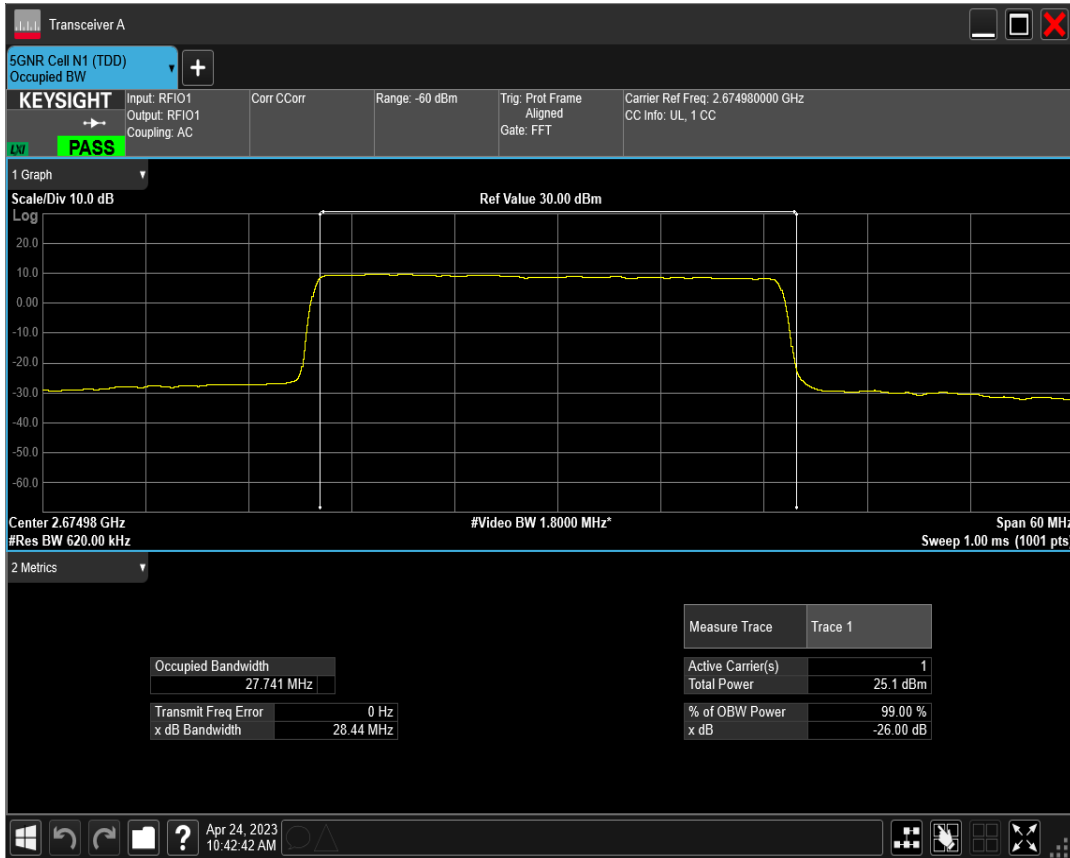 Transceiver A
5GNR Cell N1 (TDD)
Occupied BW
+
KEYSIGHT
LXI
PASS
Input: RFIO1
Output: RFIO1
Coupling: AC
Corr CCorr
Range: -60 dBm
Trig: Prot Frame
Aligned
Gate: FFT
Carrier Ref Freq: 2.674980000 GHz
CC Info: UL, 1 CC
1 Graph
Scale/Div 10.0 dB
Ref Value 30.00 dBm
Log
20.0
10.0
0.00
-10.0
-20.0
-30.0
-40.0
-50.0
-60.0
Center 2.67498 GHz
#Video BW 1.8000 MHz*
Span 60 MHz
#Res BW 620.00 kHz
Sweep 1.00 ms (1001 pts)
2 Metrics
Measure Trace Trace 1
Occupied Bandwidth
27.741 MHz
Active Carrier(s) 1
Total Power 25.1 dBm
Transmit Freq Error 0 Hz
x dB Bandwidth 28.44 MHz
% of OBW Power 99.00 %
x dB -26.00 dB
?
Apr 24, 2023
10:42:42 AM